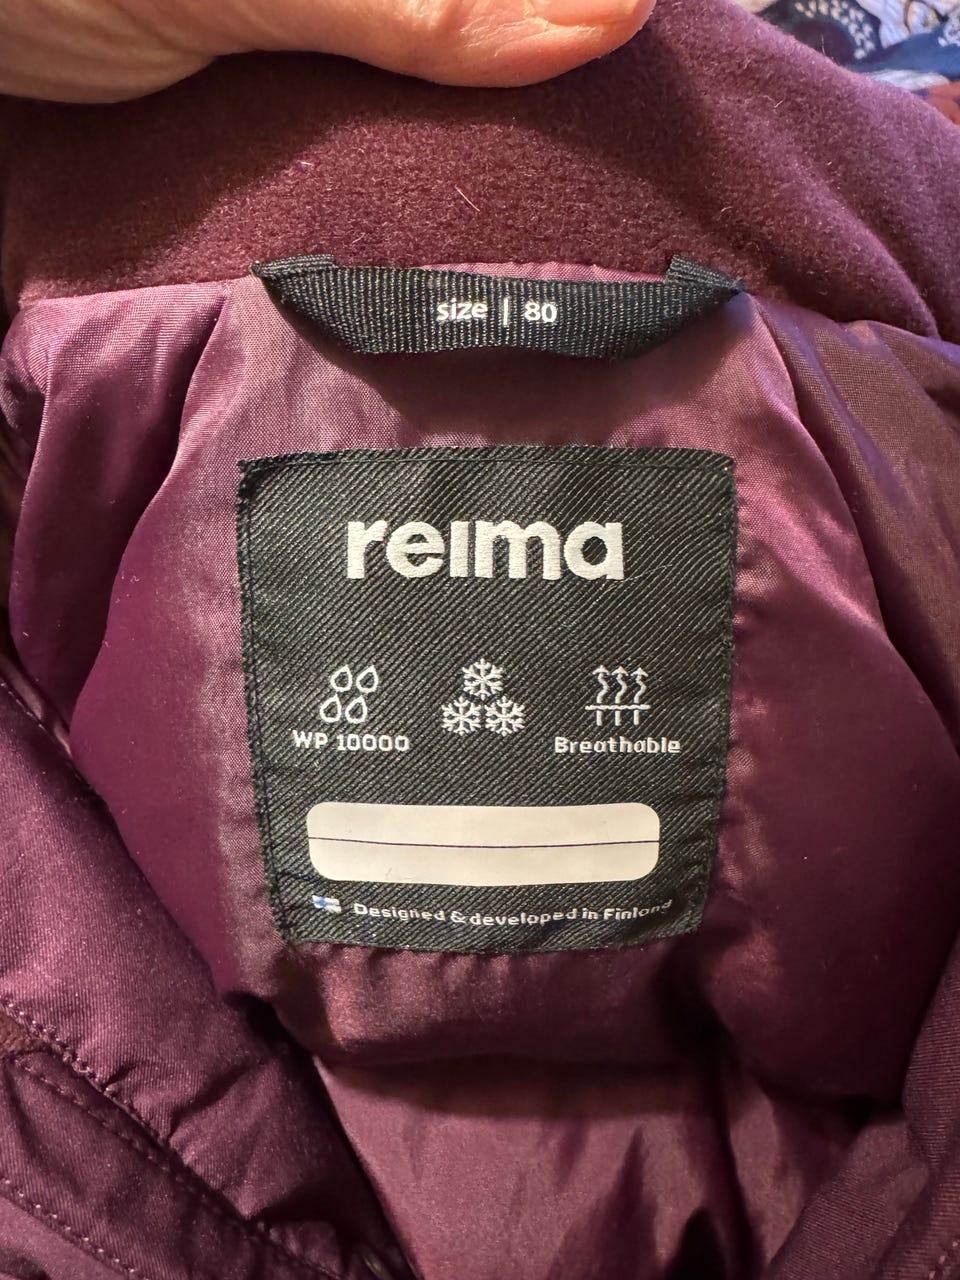 size | 80
reima
WP 10000
Breathable
Designed & developed in Finland